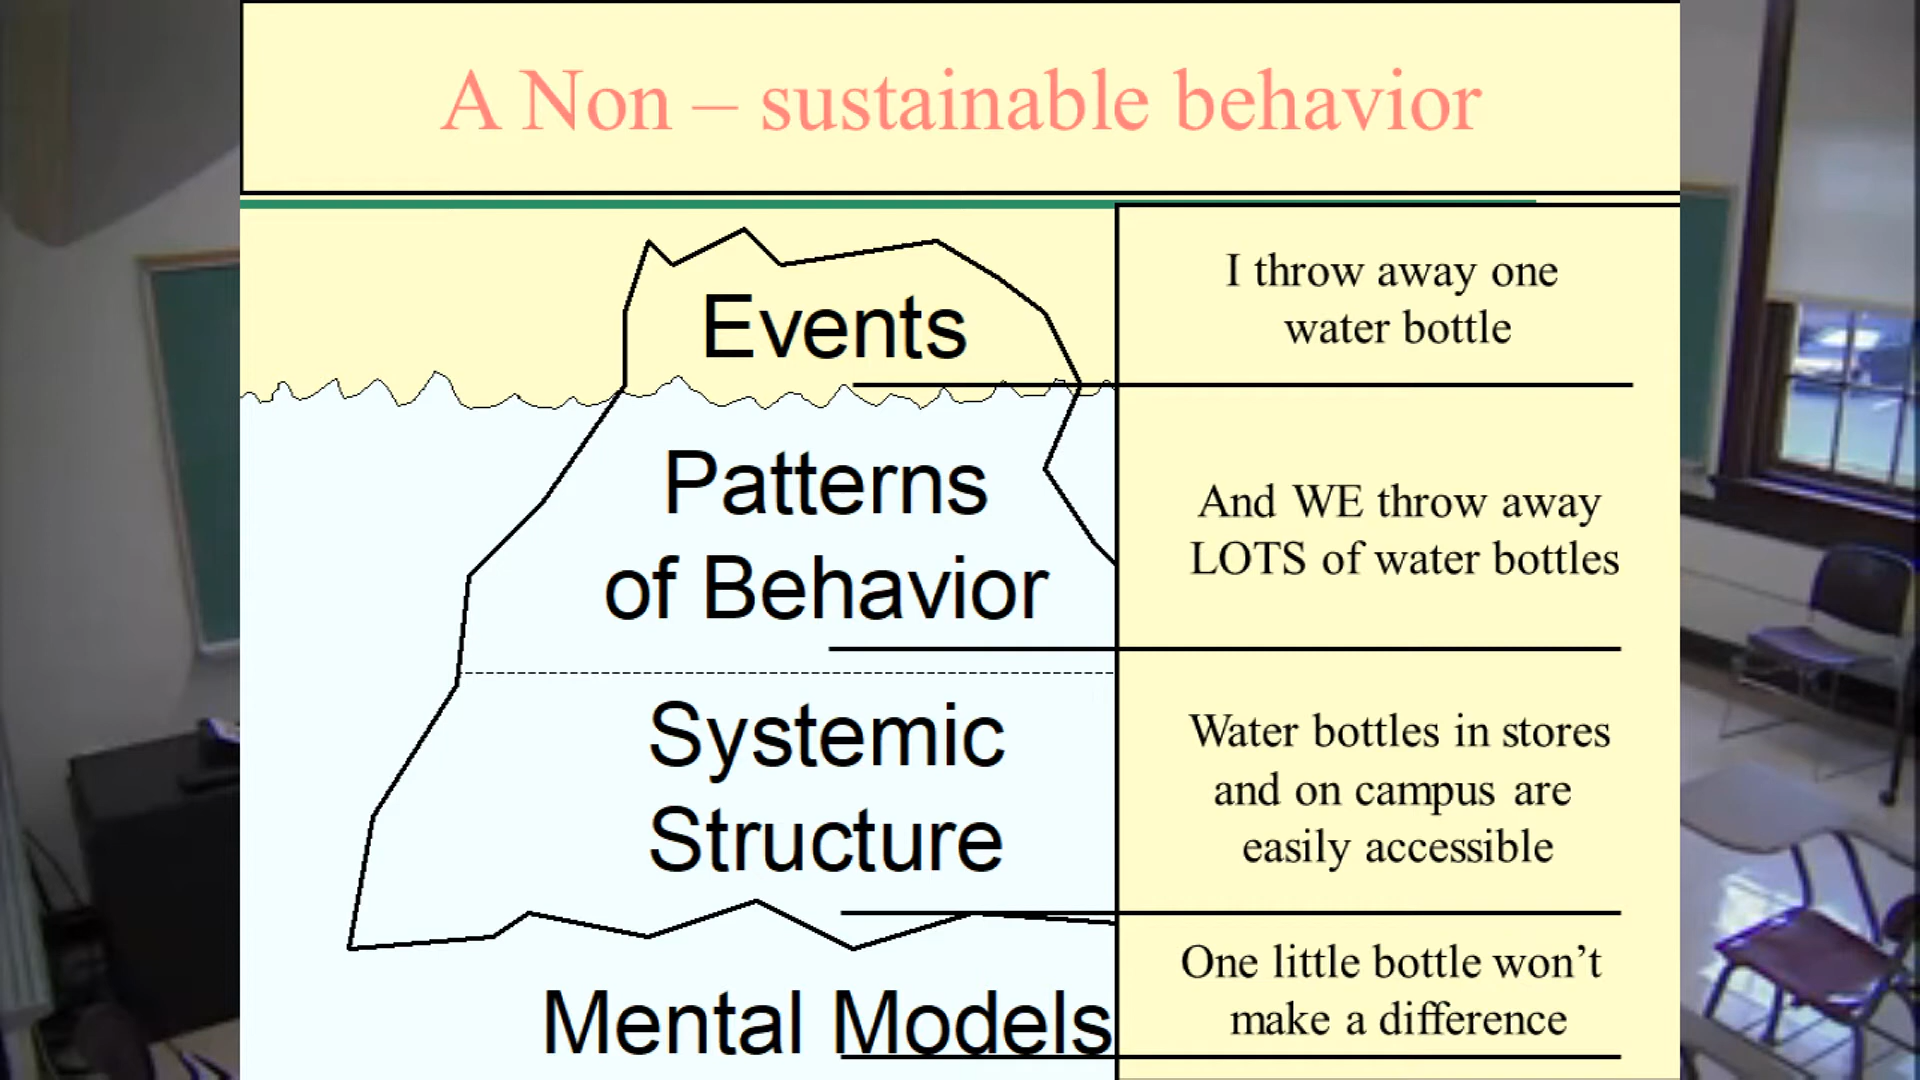 A Non – sustainable behavior
Events
I throw away one
water bottle
Patterns
of Behavior
And WE throw away
LOTS of water bottles
Systemic
Structure
Water bottles in stores
and on campus are
easily accessible
Mental Models
One little bottle won’t
make a difference